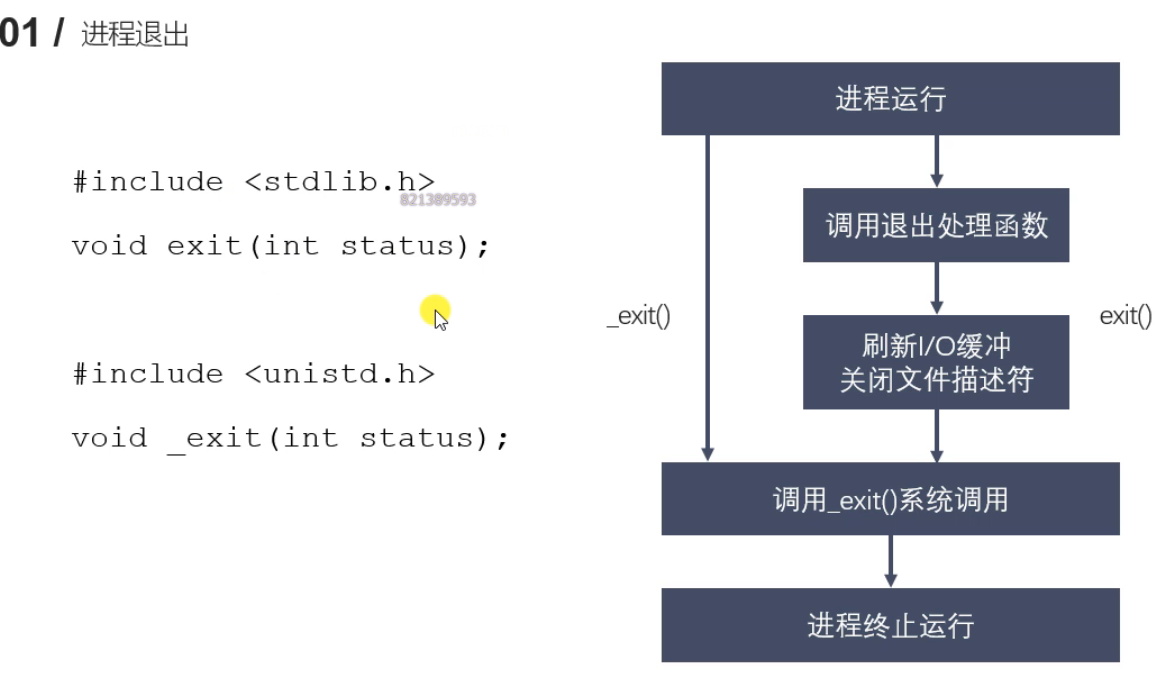 01 / 进程退出
#include <stdlib.h>
821389593
void exit(int status);
#include <unistd.h>
void _exit(int status);
进程运行
调用退出处理函数
_exit()
exit()
刷新I/O缓冲
关闭文件描述符
调用_exit()系统调用
进程终止运行